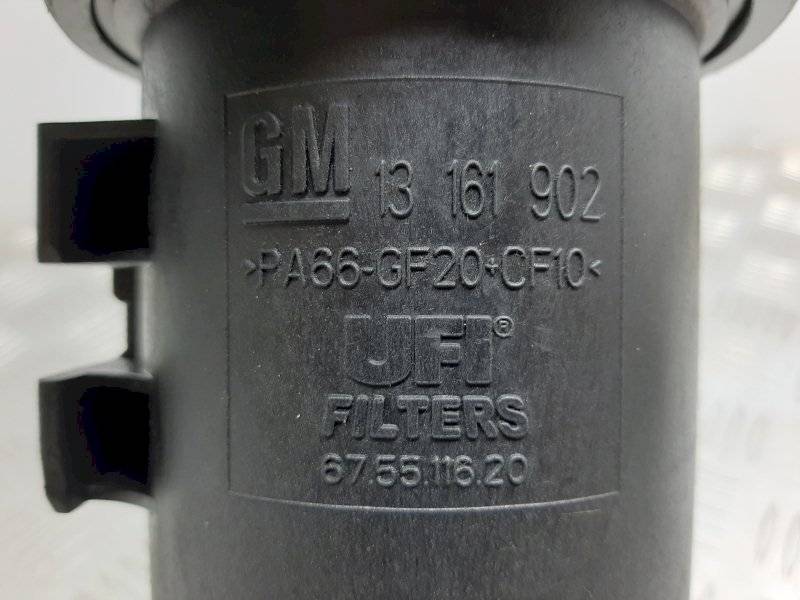 GM 13 161 902
>PA66-GF20+CF10<
UFI®
FILTERS
67.55.116.20